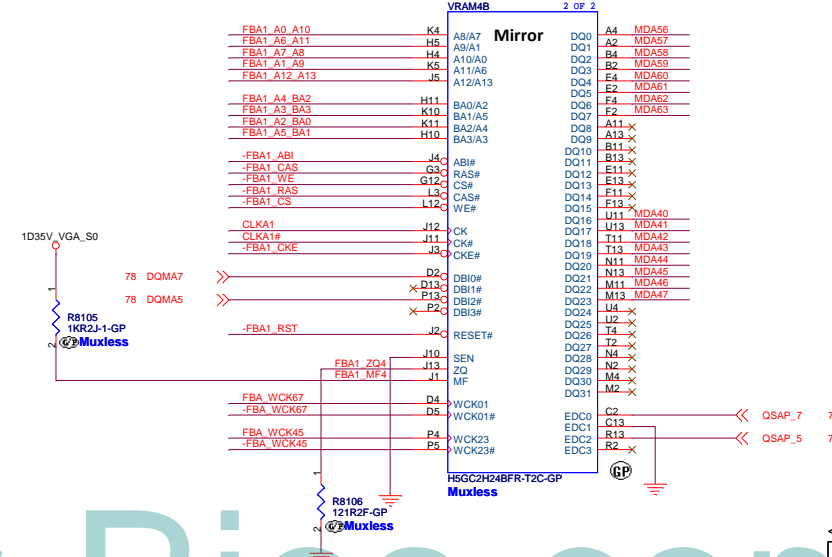 VRAM4B 2 OF 2
Mirror
FBA1_A0_A10 K4 A8/A7 DQ0 A4 MDA56
FBA1_A6_A11 H5 A9/A1 DQ1 A2 MDA57
FBA1_A7_A8 H4 A10/A0 DQ2 B4 MDA58
FBA1_A1_A9 K5 A11/A6 DQ3 B2 MDA59
FBA1_A12_A13 J5 A12/A13 DQ4 E4 MDA60
DQ5 E2 MDA61
FBA1_A4_BA2 H11 BA0/A2 DQ6 F4 MDA62
FBA1_A3_BA3 K10 BA1/A5 DQ7 F2 MDA63
FBA1_A2_BA0 K11 BA2/A4 DQ8 A11
FBA1_A5_BA1 H10 BA3/A3 DQ9 A13
DQ10 B11
-FBA1_ABI J4 ABI# DQ11 B13
-FBA1_CAS G3 RAS# DQ12 E11
-FBA1_WE G12 CS# DQ13 E13
-FBA1_RAS L3 CAS# DQ14 F11
-FBA1_CS L12 WE# DQ15 F13
DQ16 U11 MDA40
CLKA1 J12 CK DQ17 U13 MDA41
CLKA1# J11 CK# DQ18 T11 MDA42
-FBA1_CKE J3 CKE# DQ19 T13 MDA43
1D35V_VGA_S0
DQ20 N11 MDA44
78 DQMA7 D2 DBI0# DQ21 N13 MDA45
D13 DBI1# DQ22 M11 MDA46
78 DQMA5 P13 DBI2# DQ23 M13 MDA47
P2 DBI3# DQ24 U4
DQ25 U2
-FBA1_RST J2 RESET# DQ26 T4
DQ27 T2
J10 SEN DQ28 N4
FBA1_ZQ4 J13 ZQ DQ29 N2
FBA1_MF4 J1 MF DQ30 M4
DQ31 M2
1
R8105
1KR2J-1-GP
2 GP Muxless
FBA_WCK67 D4 WCK01
-FBA_WCK67 D5 WCK01# EDC0 C2 QSAP_7 7
EDC1 C13
FBA_WCK45 P4 WCK23 EDC2 R13 QSAP_5 7
-FBA_WCK45 P5 WCK23# EDC3 R2
GP
H5GC2H24BFR-T2C-GP
Muxless
1
R8106
121R2F-GP
2 GP Muxless